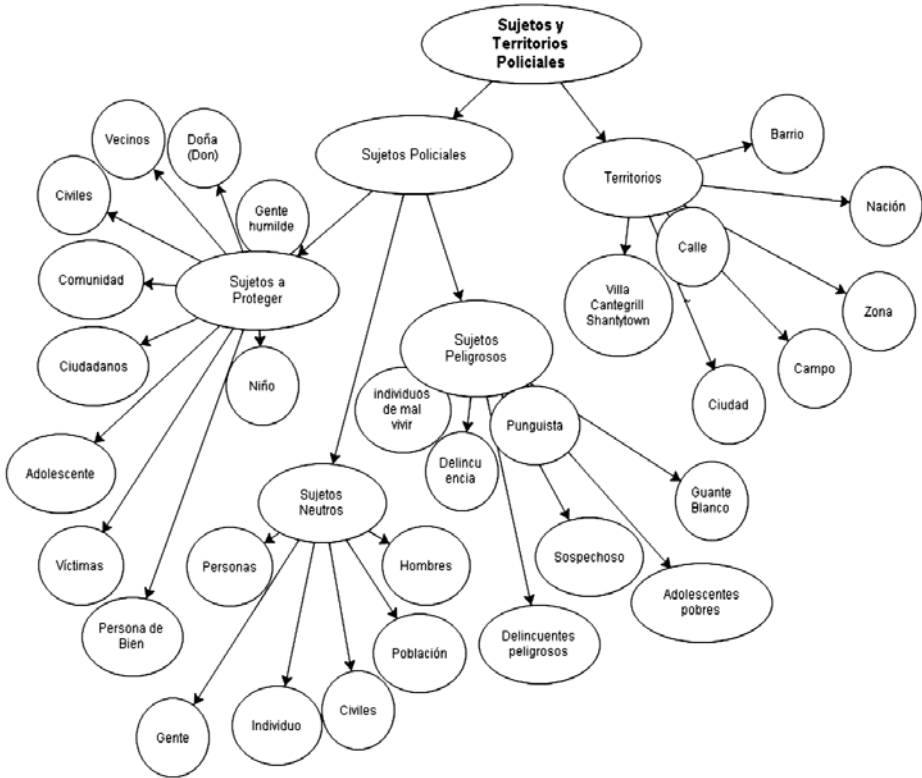 Sujetos y
Territorios
Policiales
Sujetos Policiales
Territorios
Barrio
Nación
Zona
Campo
Ciudad
Calle
Villa
Cantegrill
Shantytown
Vecinos
Doña
(Don)
Civiles
Gente
humilde
Comunidad
Sujetos a
Proteger
Ciudadanos
Niño
Adolescente
Víctimas
Persona de
Bien
Sujetos
Peligrosos
individuos
de mal
vivir
Delincu
encia
Punguista
Guante
Blanco
Sospechoso
Adolescentes
pobres
Delincuentes
peligrosos
Sujetos
Neutros
Personas
Hombres
Población
Civiles
Individuo
Gente